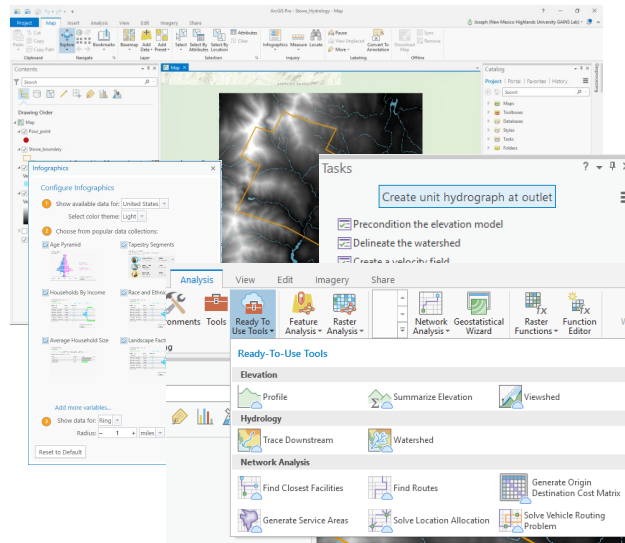 ArcGIS Pro - Stowe_Hydrology - Map
Project Map Insert Analysis View Edit Imagery Share
Joseph (New Mexico Highlands University GAINS Lab)
Paste
Cut
Copy
Copy Path
Explore
Bookmarks
Basemap
Add Data
Add Preset
Select
Select By Attributes
Select By Location
Attributes
Clear
Infographics
Measure
Locate
Pause
View Unplaced
More
Convert To Annotation
Download Map
Sync
Remove
Clipboard Navigate Layer Selection Inquiry Labeling Offline
Contents
Search
Drawing Order
Map
Pour_point
Stowe_boundary
Map
Catalog
Project Portal Favorites History
Search
Maps
Toolboxes
Databases
Styles
Tasks
Folders
Geoprocessing
Infographics
Configure Infographics
1 Show available data for: United States
Select color theme: Light
2 Choose from popular data collections:
Age Pyramid Tapestry Segments
Households By Income Race and Ethni
Average Household Size Landscape Fact
Add more variables...
3 Show data for: Ring
Radius: - 1 + miles
Reset to Default
Tasks
Create unit hydrograph at outlet
Precondition the elevation model
Delineate the watershed
Create a velocity field
Analysis View Edit Imagery Share
onments Tools
Ready To Use Tools
Feature Analysis
Raster Analysis
Network Analysis
Geostatistical Wizard
Raster Functions
Function Editor
Ready-To-Use Tools
Elevation
Profile Summarize Elevation Viewshed
Hydrology
Trace Downstream Watershed
Network Analysis
Find Closest Facilities Find Routes Generate Origin Destination Cost Matrix
Generate Service Areas Solve Location Allocation Solve Vehicle Routing Problem